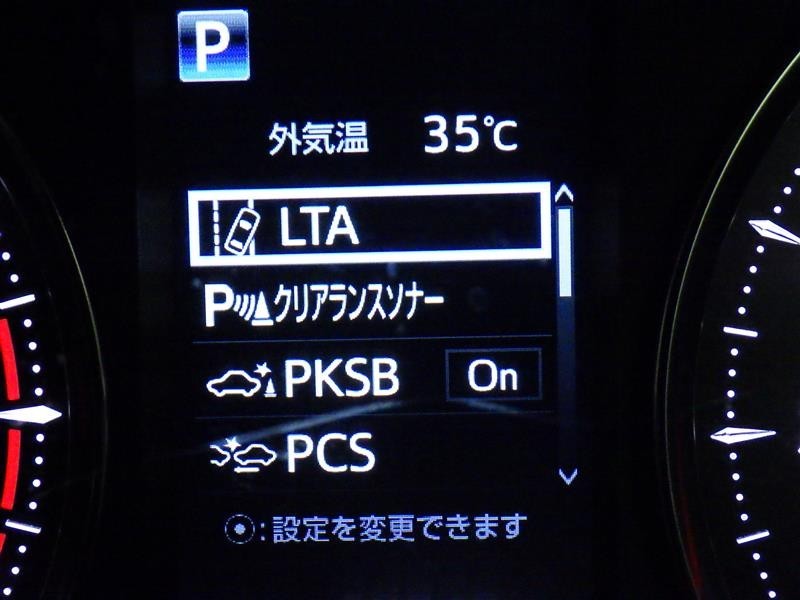 P
外気温 35℃
LTA
Pクリアランスソナー
PKSB On
PCS
:設定を変更できます